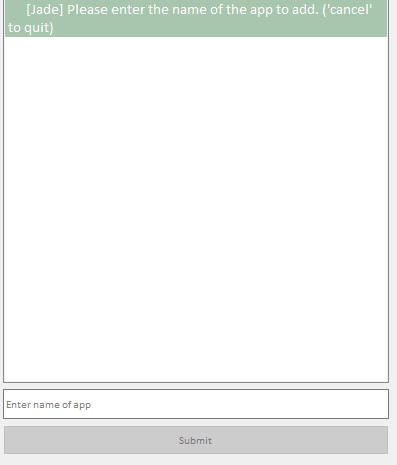 [Jade] Please enter the name of the app to add. ('cancel'
to quit)
Enter name of app
Submit